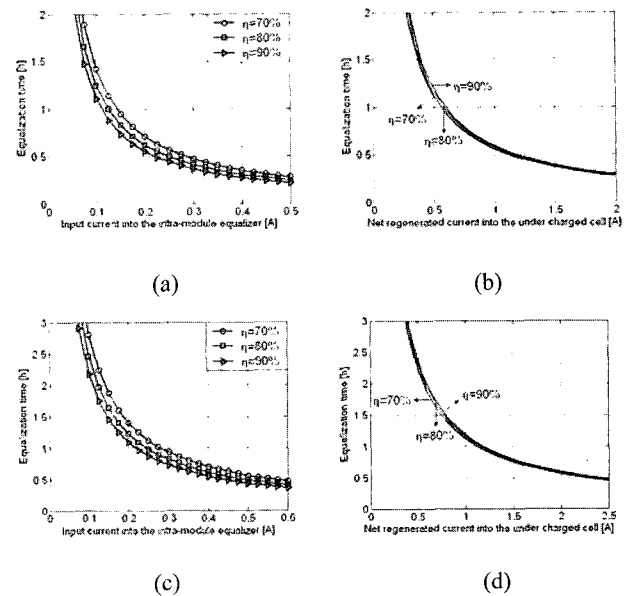 2
1.5
1
0.5
0
0.1 0.2 0.3 0.4 0.5
Equalization time [h]
Input current into the intra-module equalizer [A]
η=70%
η=80%
η=90%
(a)
2
1.5
1
0.5
0
0 0.5 1 1.5 2
Equalization time [h]
Net regenerated current into the under charged cell [A]
η=90%
η=70%
η=80%
(b)
3
2.5
2
1.5
1
0.5
0
0.1 0.2 0.3 0.4 0.5 0.6
Equalization time [h]
Input current into the intra-module equalizer [A]
η=70%
η=80%
η=90%
(c)
3
2.5
2
1.5
1
0.5
0
0 0.5 1 1.5 2 2.5
Equalization time [h]
Net regenerated current into the under charged cell [A]
η=70%
η=90%
η=80%
(d)